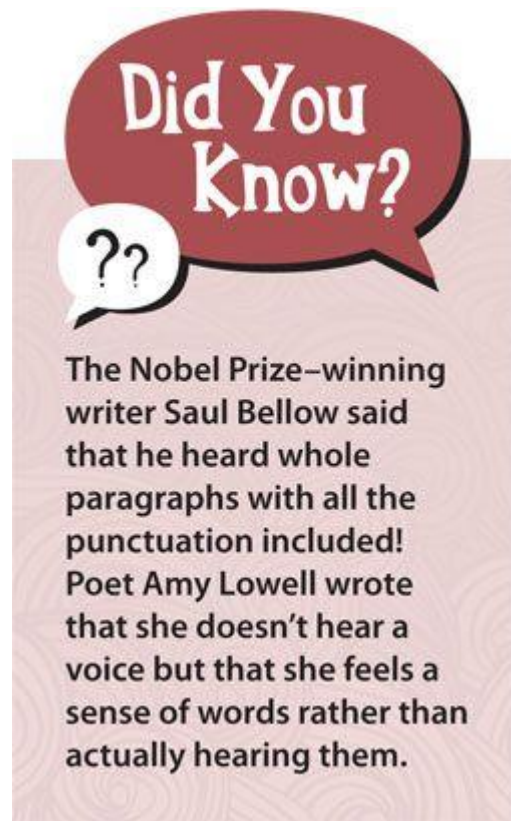 Did You
Know?
??
The Nobel Prize–winning
writer Saul Bellow said
that he heard whole
paragraphs with all the
punctuation included!
Poet Amy Lowell wrote
that she doesn’t hear a
voice but that she feels a
sense of words rather than
actually hearing them.